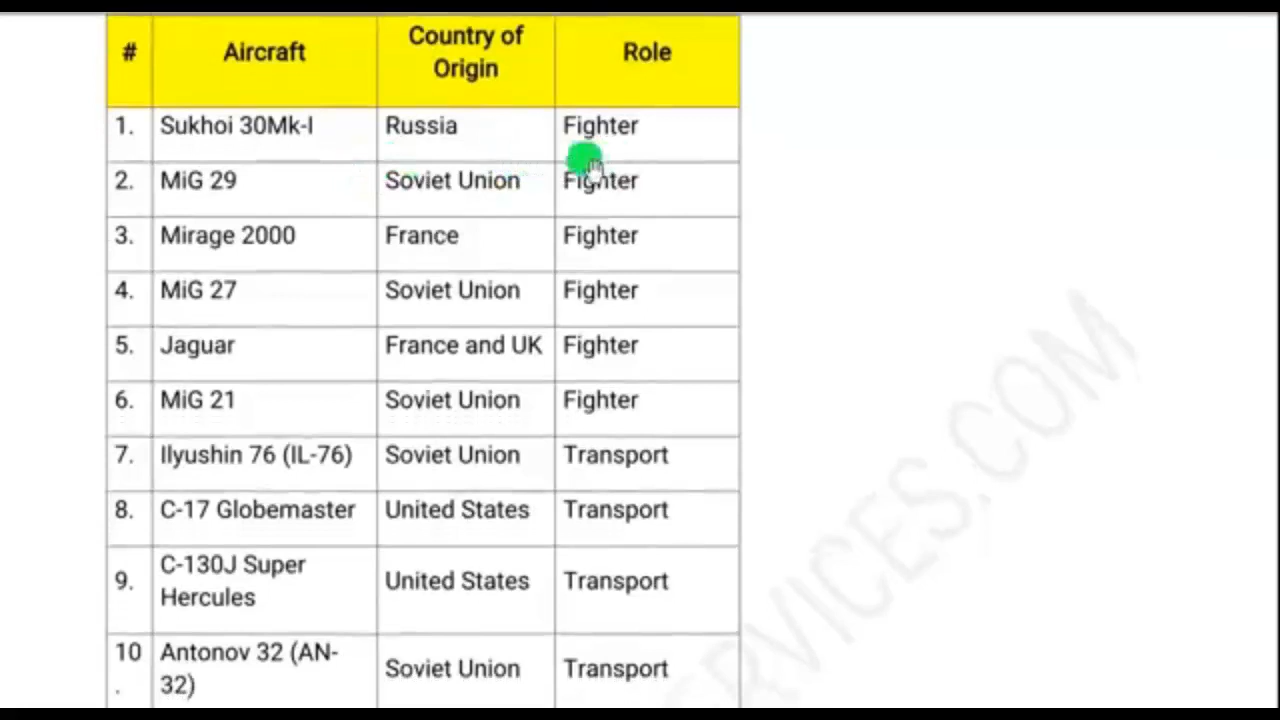 # Aircraft Country of Origin Role
1. Sukhoi 30Mk-I Russia Fighter
2. MiG 29 Soviet Union Fighter
3. Mirage 2000 France Fighter
4. MiG 27 Soviet Union Fighter
5. Jaguar France and UK Fighter
6. MiG 21 Soviet Union Fighter
7. Ilyushin 76 (IL-76) Soviet Union Transport
8. C-17 Globemaster United States Transport
9. C-130J Super Hercules United States Transport
10. Antonov 32 (AN-32) Soviet Union Transport
RVICES.COM